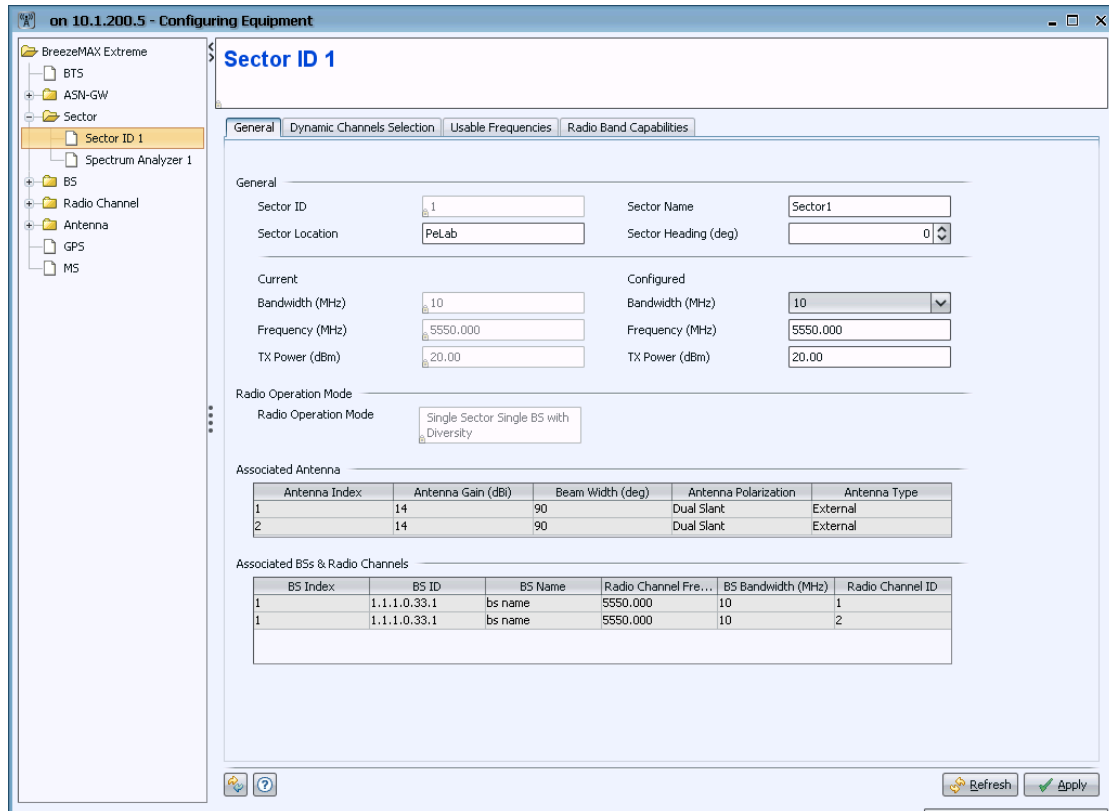 on 10.1.200.5 - Configuring Equipment
BreezeMAX Extreme
BTS
ASN-GW
Sector
Sector ID 1
Spectrum Analyzer 1
BS
Radio Channel
Antenna
GPS
MS
Sector ID 1
General Dynamic Channels Selection Usable Frequencies Radio Band Capabilities
General
Sector ID 1 Sector Name Sector1
Sector Location PeLab Sector Heading (deg) 0
Current Configured
Bandwidth (MHz) 10 Bandwidth (MHz) 10
Frequency (MHz) 5550.000 Frequency (MHz) 5550.000
TX Power (dBm) 20.00 TX Power (dBm) 20.00
Radio Operation Mode
Radio Operation Mode Single Sector Single BS with
Diversity
Associated Antenna
Antenna Index Antenna Gain (dBi) Beam Width (deg) Antenna Polarization Antenna Type
1 14 90 Dual Slant External
2 14 90 Dual Slant External
Associated BSs & Radio Channels
BS Index BS ID BS Name Radio Channel Fre... BS Bandwidth (MHz) Radio Channel ID
1 1.1.1.0.33.1 bs name 5550.000 10 1
1 1.1.1.0.33.1 bs name 5550.000 10 2
Refresh Apply